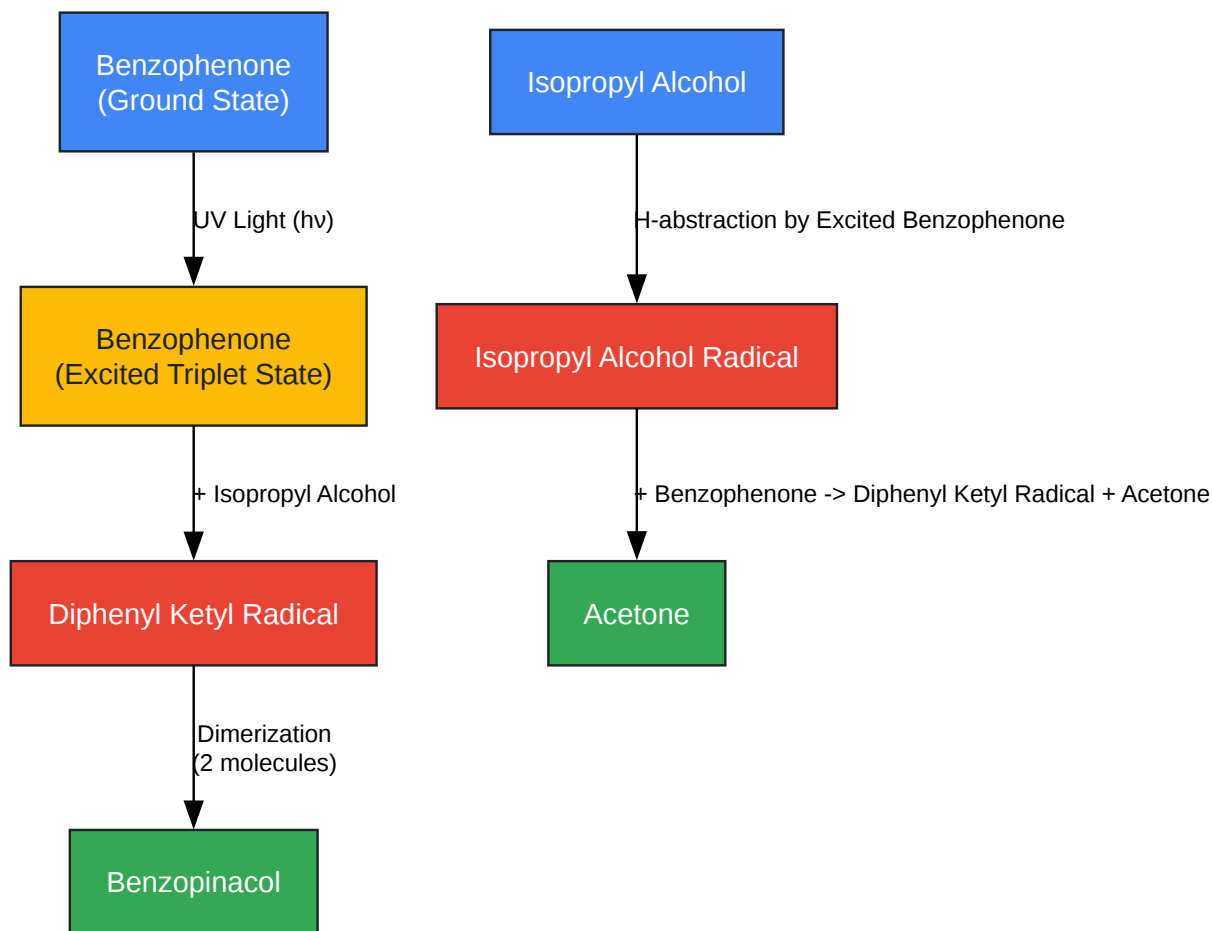 Benzophenone
(Ground State)
UV Light (hν)
Benzophenone
(Excited Triplet State)
+ Isopropyl Alcohol
Diphenyl Ketyl Radical
Dimerization
(2 molecules)
Benzopinacol
Isopropyl Alcohol
H-abstraction by Excited Benzophenone
Isopropyl Alcohol Radical
+ Benzophenone -> Diphenyl Ketyl Radical + Acetone
Acetone